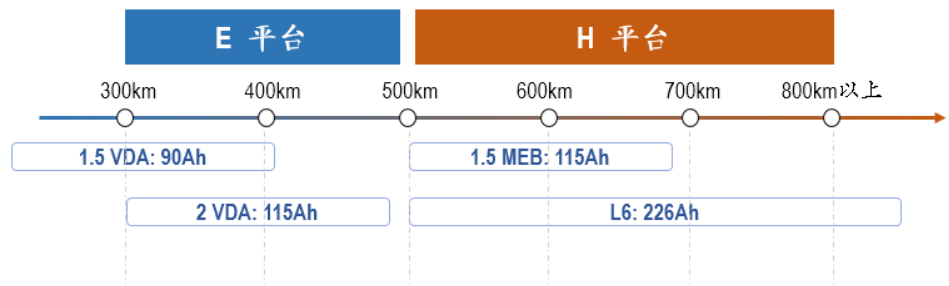 E 平台
H 平台
300km
400km
500km
600km
700km
800km以上
1.5 VDA: 90Ah
1.5 MEB: 115Ah
2 VDA: 115Ah
L6: 226Ah